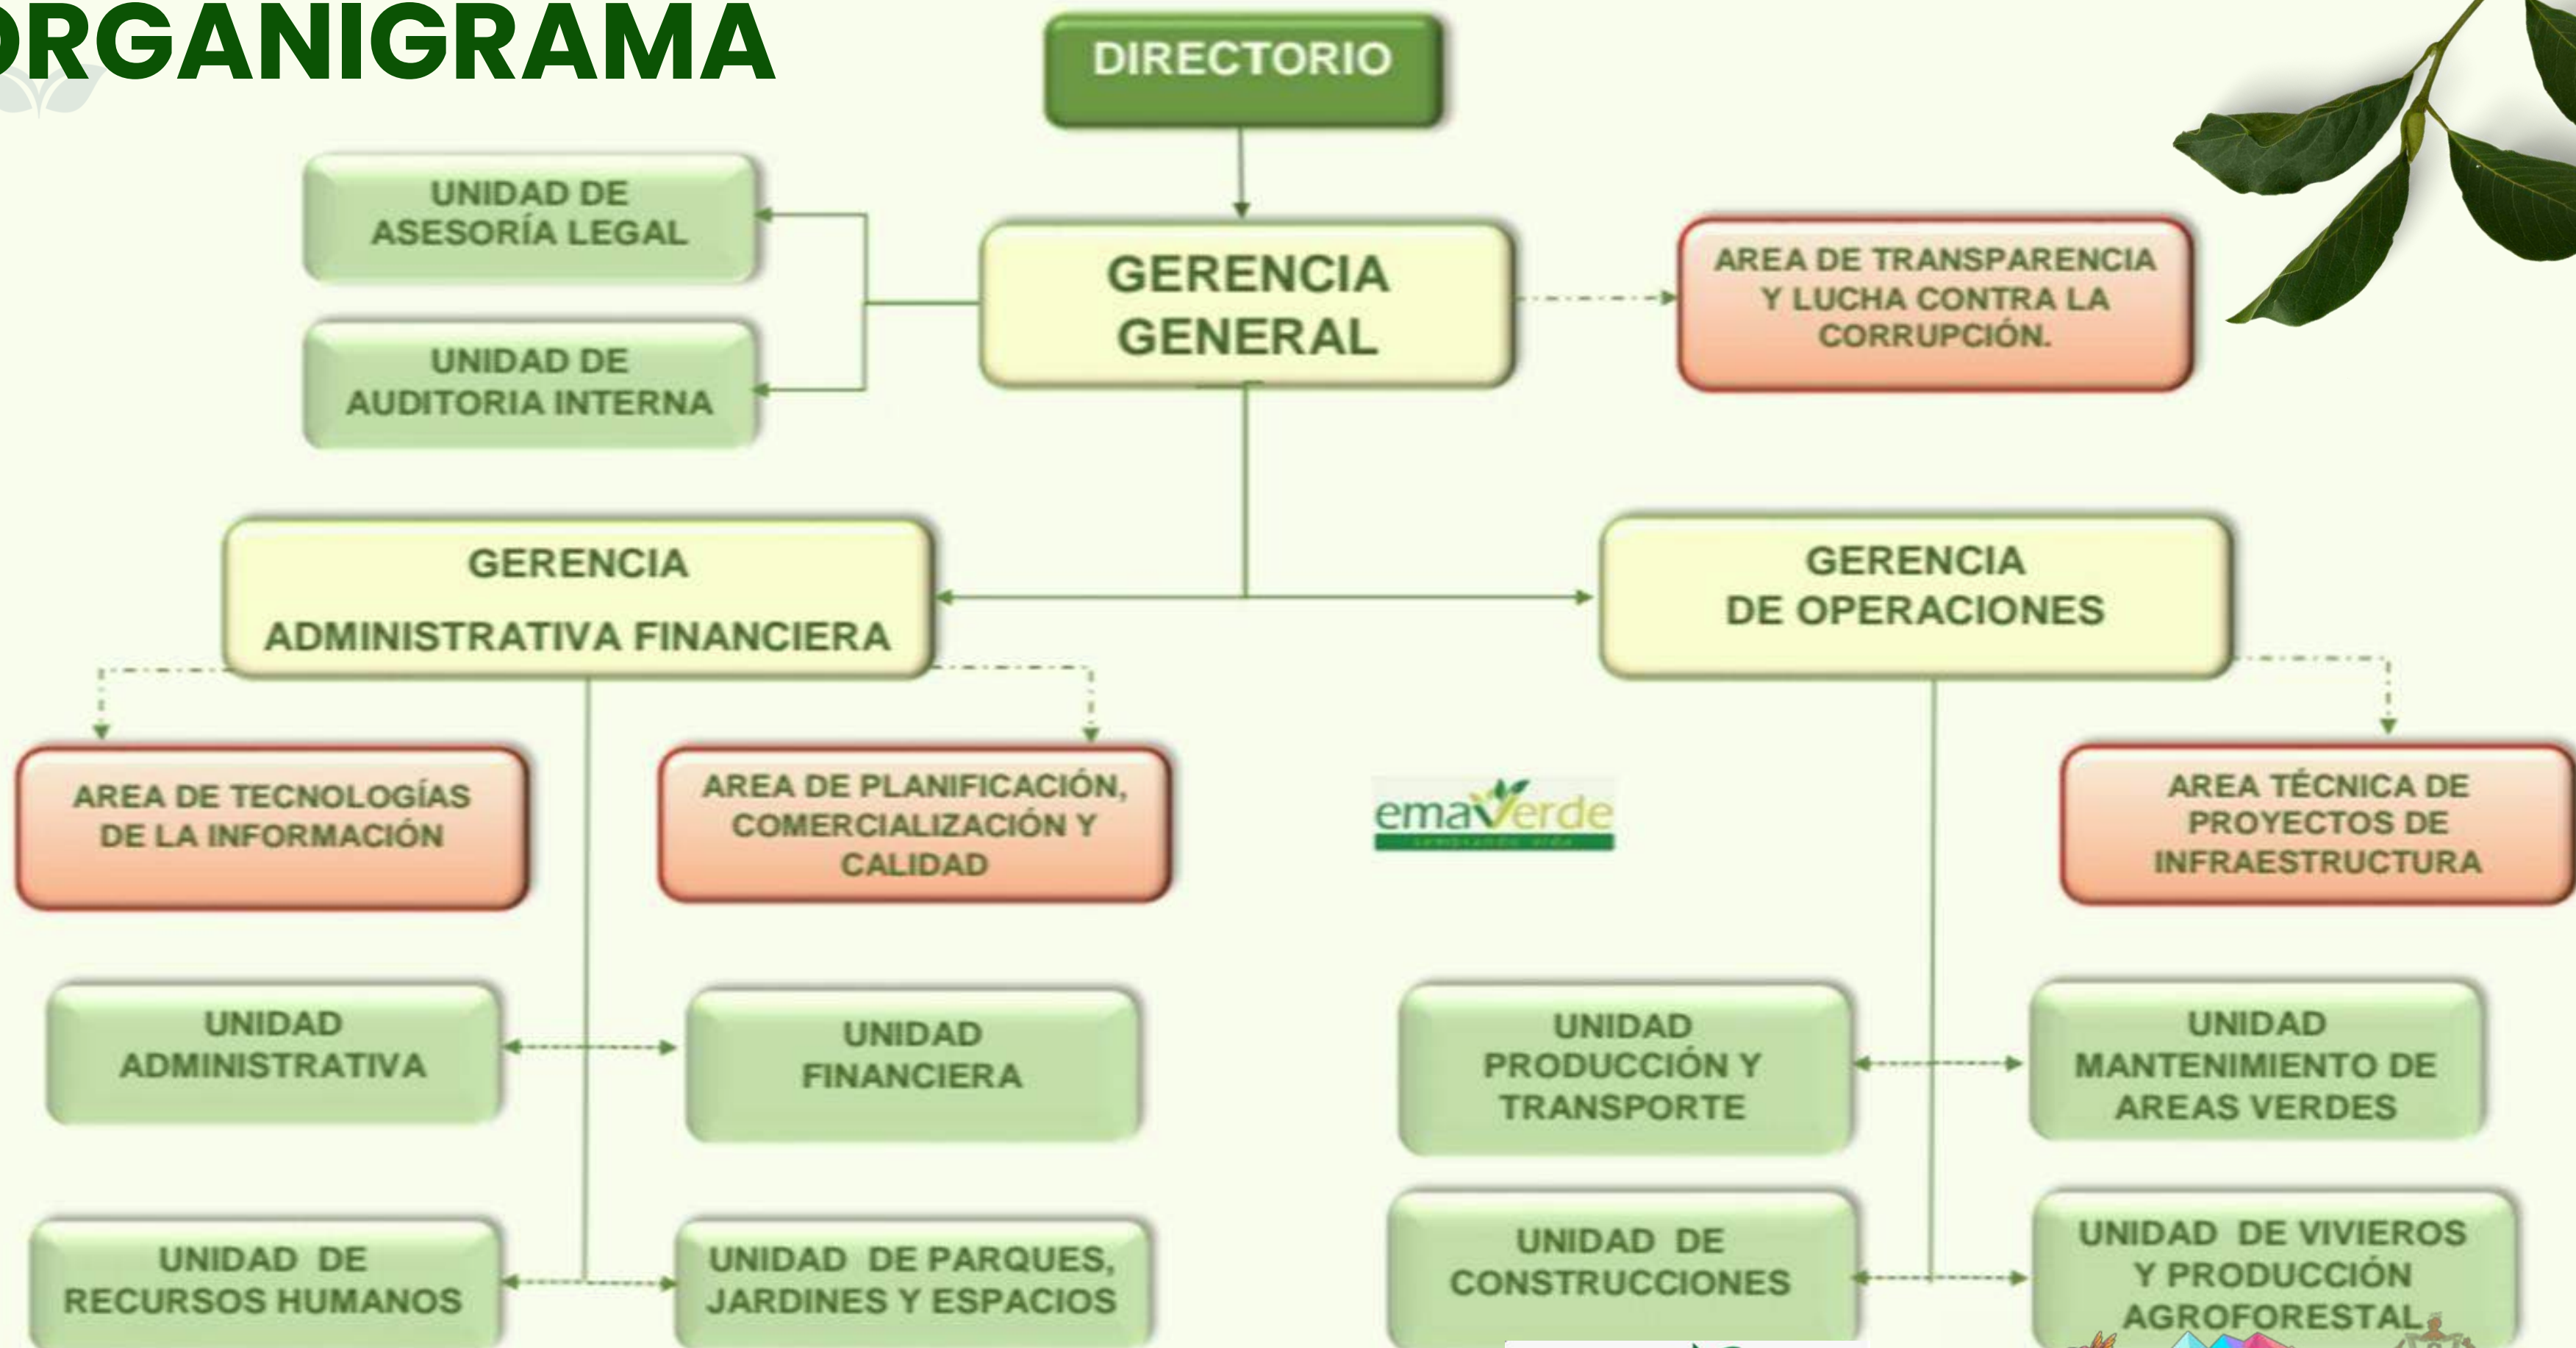 ORGANIGRAMA
DIRECTORIO
UNIDAD DE
ASESORÍA LEGAL
UNIDAD DE
AUDITORIA INTERNA
GERENCIA
GENERAL
AREA DE TRANSPARENCIA
Y LUCHA CONTRA LA
CORRUPCIÓN.
GERENCIA
ADMINISTRATIVA FINANCIERA
GERENCIA
DE OPERACIONES
AREA DE TECNOLOGÍAS
DE LA INFORMACIÓN
AREA DE PLANIFICACIÓN,
COMERCIALIZACIÓN Y
CALIDAD
emaverde
sembrando vida
AREA TÉCNICA DE
PROYECTOS DE
INFRAESTRUCTURA
UNIDAD
ADMINISTRATIVA
UNIDAD
FINANCIERA
UNIDAD
PRODUCCIÓN Y
TRANSPORTE
UNIDAD
MANTENIMIENTO DE
AREAS VERDES
UNIDAD DE
RECURSOS HUMANOS
UNIDAD DE PARQUES,
JARDINES Y ESPACIOS
UNIDAD DE
CONSTRUCCIONES
UNIDAD DE VIVIEROS
Y PRODUCCIÓN
AGROFORESTAL